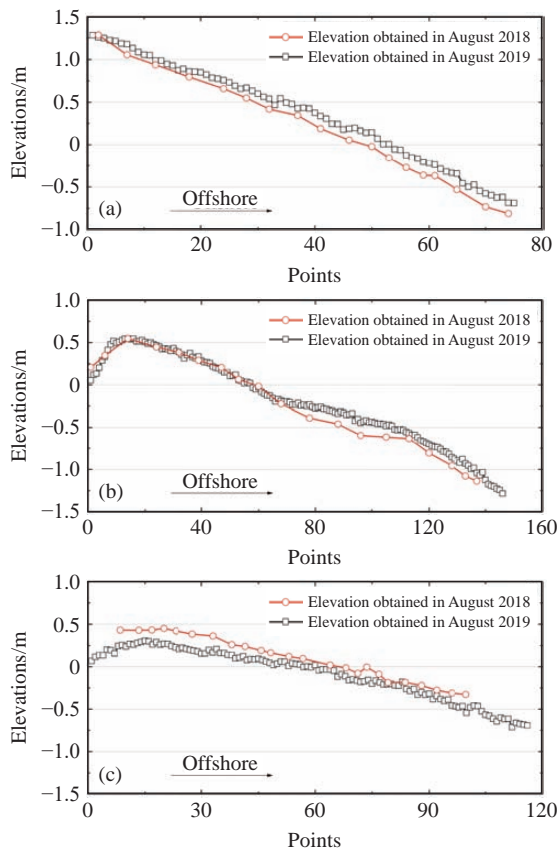 1.5
Elevation obtained in August 2018
1.0
Elevation obtained in August 2019
0.5
0
−0.5
Offshore
(a)
−1.0
0 20 40 60 80
Elevations/m
Points
1.0
Elevation obtained in August 2018
0.5
Elevation obtained in August 2019
0
−0.5
−1.0
Offshore
(b)
−1.5
0 40 80 120 160
Elevations/m
Points
1.0
Elevation obtained in August 2018
0.5
Elevation obtained in August 2019
0
−0.5
−1.0
Offshore
(c)
−1.5
0 30 60 90 120
Elevations/m
Points